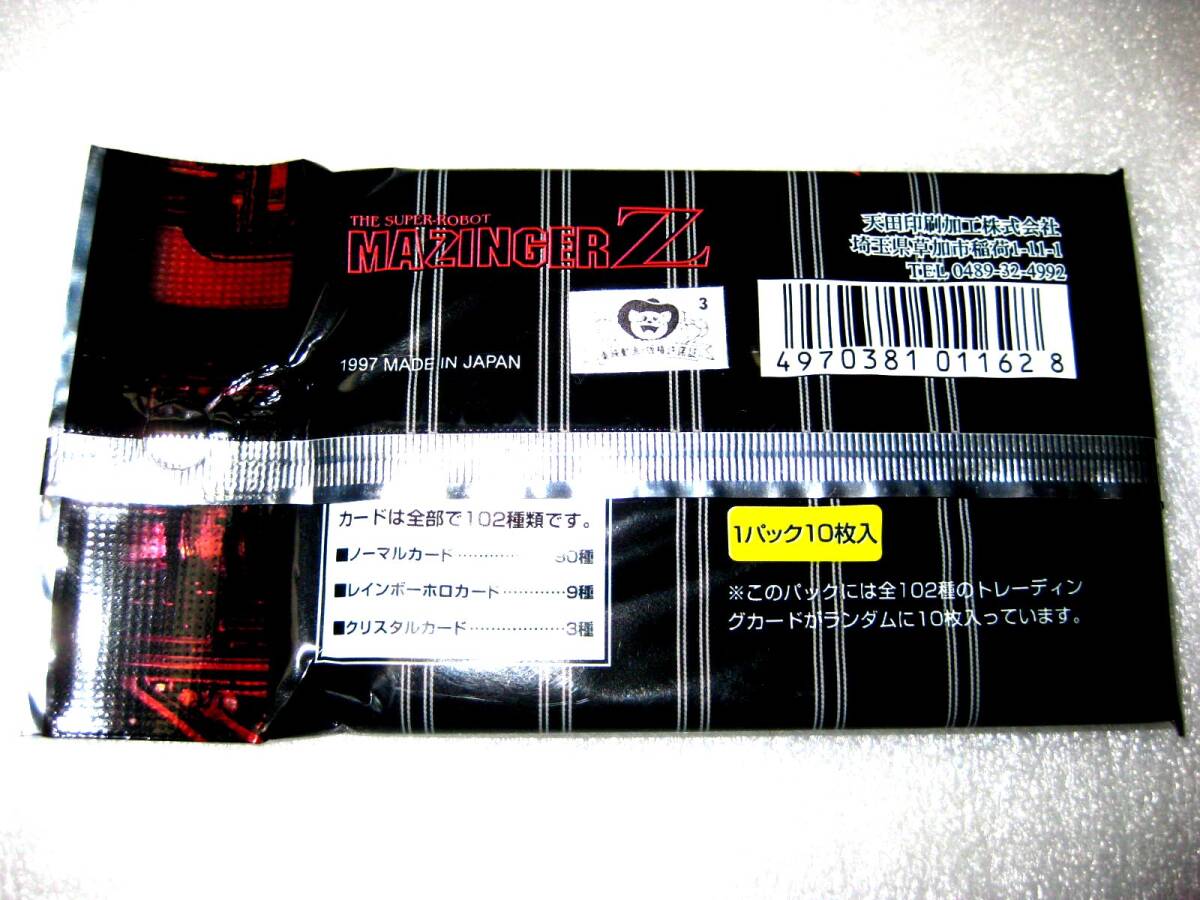 THE SUPER-ROBOT
MAZINGER Z
1997 MADE IN JAPAN
3
天田印刷加工株式会社
埼玉県草加市稲荷1-11-1
TEL 0489-32-4992
4970381 011628
カードは全部で102種類です。
■ノーマルカード…………90種
■レインボーホロカード…………9種
■クリスタルカード………………3種
1パック10枚入
※このパックには全102種のトレーディン
グカードがランダムに10枚入っています。